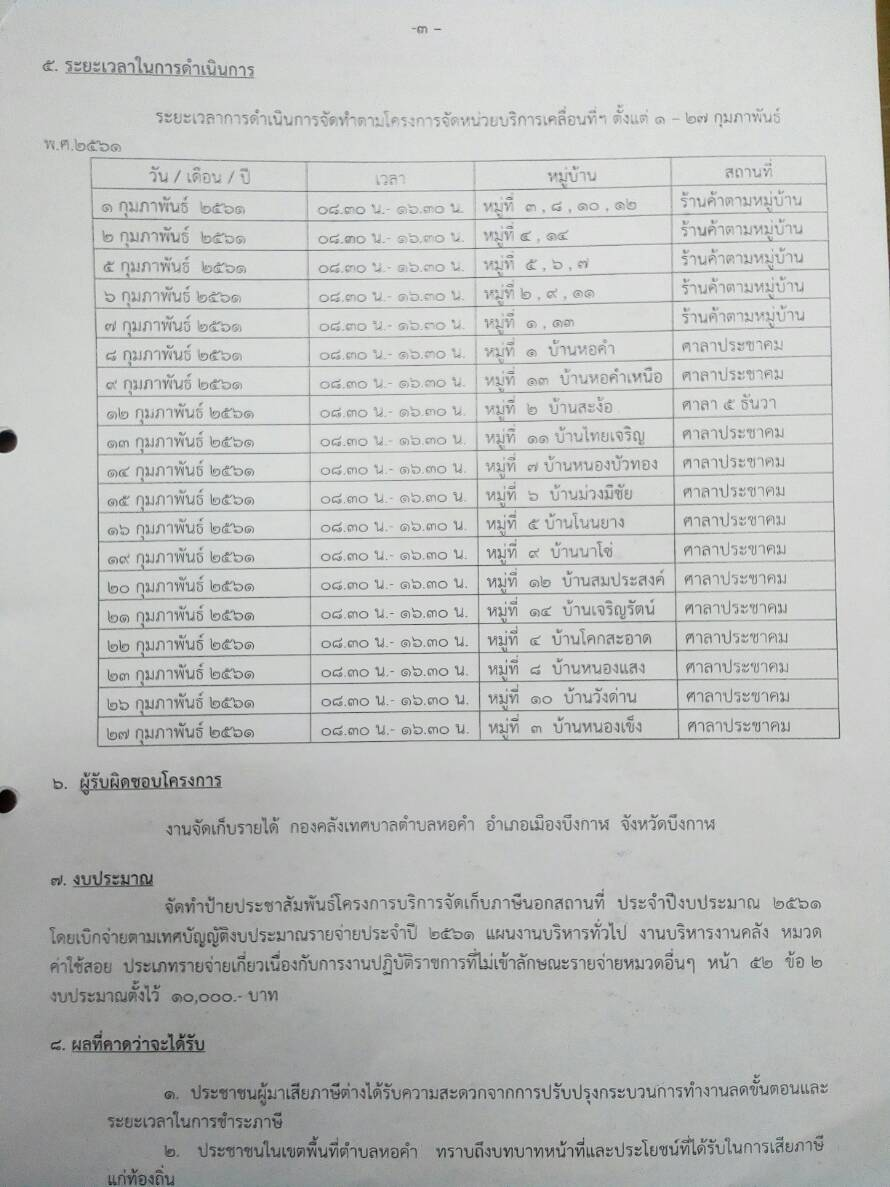 -๓ -
๕. ระยะเวลาในการดำเนินการ
ระยะเวลาการดำเนินการจัดทำตามโครงการจัดหน่วยบริการเคลื่อนที่ฯ ตั้งแต่ ๑ – ๒๗ กุมภาพันธ์
พ.ศ.๒๕๖๑
วัน / เดือน / ปี เวลา หมู่บ้าน สถานที่
๑ กุมภาพันธ์ ๒๕๖๑ ๐๘.๓๐ น.- ๑๖.๓๐ น. หมู่ที่ ๓ , ๘ , ๑๐ , ๑๒ ร้านค้าตามหมู่บ้าน
๒ กุมภาพันธ์ ๒๕๖๑ ๐๘.๓๐ น.- ๑๖.๓๐ น. หมู่ที่ ๔ , ๑๔ ร้านค้าตามหมู่บ้าน
๕ กุมภาพันธ์ ๒๕๖๑ ๐๘.๓๐ น.- ๑๖.๓๐ น. หมู่ที่ ๕ , ๖ , ๗ ร้านค้าตามหมู่บ้าน
๖ กุมภาพันธ์ ๒๕๖๑ ๐๘.๓๐ น.- ๑๖.๓๐ น. หมู่ที่ ๒ , ๙ , ๑๑ ร้านค้าตามหมู่บ้าน
๗ กุมภาพันธ์ ๒๕๖๑ ๐๘.๓๐ น.- ๑๖.๓๐ น. หมู่ที่ ๑ , ๑๓ ร้านค้าตามหมู่บ้าน
๘ กุมภาพันธ์ ๒๕๖๑ ๐๘.๓๐ น.- ๑๖.๓๐ น. หมู่ที่ ๑ บ้านหอคำ ศาลาประชาคม
๙ กุมภาพันธ์ ๒๕๖๑ ๐๘.๓๐ น.- ๑๖.๓๐ น. หมู่ที่ ๑๓ บ้านหอคำเหนือ ศาลาประชาคม
๑๒ กุมภาพันธ์ ๒๕๖๑ ๐๘.๓๐ น.- ๑๖.๓๐ น. หมู่ที่ ๒ บ้านสะง้อ ศาลา ๕ ธันวา
๑๓ กุมภาพันธ์ ๒๕๖๑ ๐๘.๓๐ น.- ๑๖.๓๐ น. หมู่ที่ ๑๑ บ้านไทยเจริญ ศาลาประชาคม
๑๔ กุมภาพันธ์ ๒๕๖๑ ๐๘.๓๐ น.- ๑๖.๓๐ น. หมู่ที่ ๗ บ้านหนองบัวทอง ศาลาประชาคม
๑๕ กุมภาพันธ์ ๒๕๖๑ ๐๘.๓๐ น.- ๑๖.๓๐ น. หมู่ที่ ๖ บ้านม่วงมีชัย ศาลาประชาคม
๑๖ กุมภาพันธ์ ๒๕๖๑ ๐๘.๓๐ น.- ๑๖.๓๐ น. หมู่ที่ ๕ บ้านโนนยาง ศาลาประชาคม
๑๙ กุมภาพันธ์ ๒๕๖๑ ๐๘.๓๐ น.- ๑๖.๓๐ น. หมู่ที่ ๙ บ้านนาโซ่ ศาลาประชาคม
๒๐ กุมภาพันธ์ ๒๕๖๑ ๐๘.๓๐ น.- ๑๖.๓๐ น. หมู่ที่ ๑๒ บ้านสมประสงค์ ศาลาประชาคม
๒๑ กุมภาพันธ์ ๒๕๖๑ ๐๘.๓๐ น.- ๑๖.๓๐ น. หมู่ที่ ๑๔ บ้านเจริญรัตน์ ศาลาประชาคม
๒๒ กุมภาพันธ์ ๒๕๖๑ ๐๘.๓๐ น.- ๑๖.๓๐ น. หมู่ที่ ๔ บ้านโคกสะอาด ศาลาประชาคม
๒๓ กุมภาพันธ์ ๒๕๖๑ ๐๘.๓๐ น.- ๑๖.๓๐ น. หมู่ที่ ๘ บ้านหนองแสง ศาลาประชาคม
๒๖ กุมภาพันธ์ ๒๕๖๑ ๐๘.๓๐ น.- ๑๖.๓๐ น. หมู่ที่ ๑๐ บ้านวังด่าน ศาลาประชาคม
๒๗ กุมภาพันธ์ ๒๕๖๑ ๐๘.๓๐ น.- ๑๖.๓๐ น. หมู่ที่ ๓ บ้านหนองเข็ง ศาลาประชาคม
๖. ผู้รับผิดชอบโครงการ
งานจัดเก็บรายได้ กองคลังเทศบาลตำบลหอคำ อำเภอเมืองบึงกาฬ จังหวัดบึงกาฬ
๗. งบประมาณ
จัดทำป้ายประชาสัมพันธ์โครงการบริการจัดเก็บภาษีนอกสถานที่ ประจำปีงบประมาณ ๒๕๖๑
โดยเบิกจ่ายตามเทศบัญญัติงบประมาณรายจ่ายประจำปี ๒๕๖๑ แผนงานบริหารทั่วไป งานบริหารงานคลัง หมวด
ค่าใช้สอย ประเภทรายจ่ายเกี่ยวเนื่องกับการงานปฏิบัติราชการที่ไม่เข้าลักษณะรายจ่ายหมวดอื่นๆ หน้า ๕๒ ข้อ ๒
งบประมาณตั้งไว้ ๑๐,๐๐๐.- บาท
๘. ผลที่คาดว่าจะได้รับ
๑. ประชาชนผู้มาเสียภาษีต่างได้รับความสะดวกจากการปรับปรุงกระบวนการทำงานลดขั้นตอนและ
ระยะเวลาในการชำระภาษี
๒. ประชาชนในเขตพื้นที่ตำบลหอคำ ทราบถึงบทบาทหน้าที่และประโยชน์ที่ได้รับในการเสียภาษี
แก่ท้องถิ่น